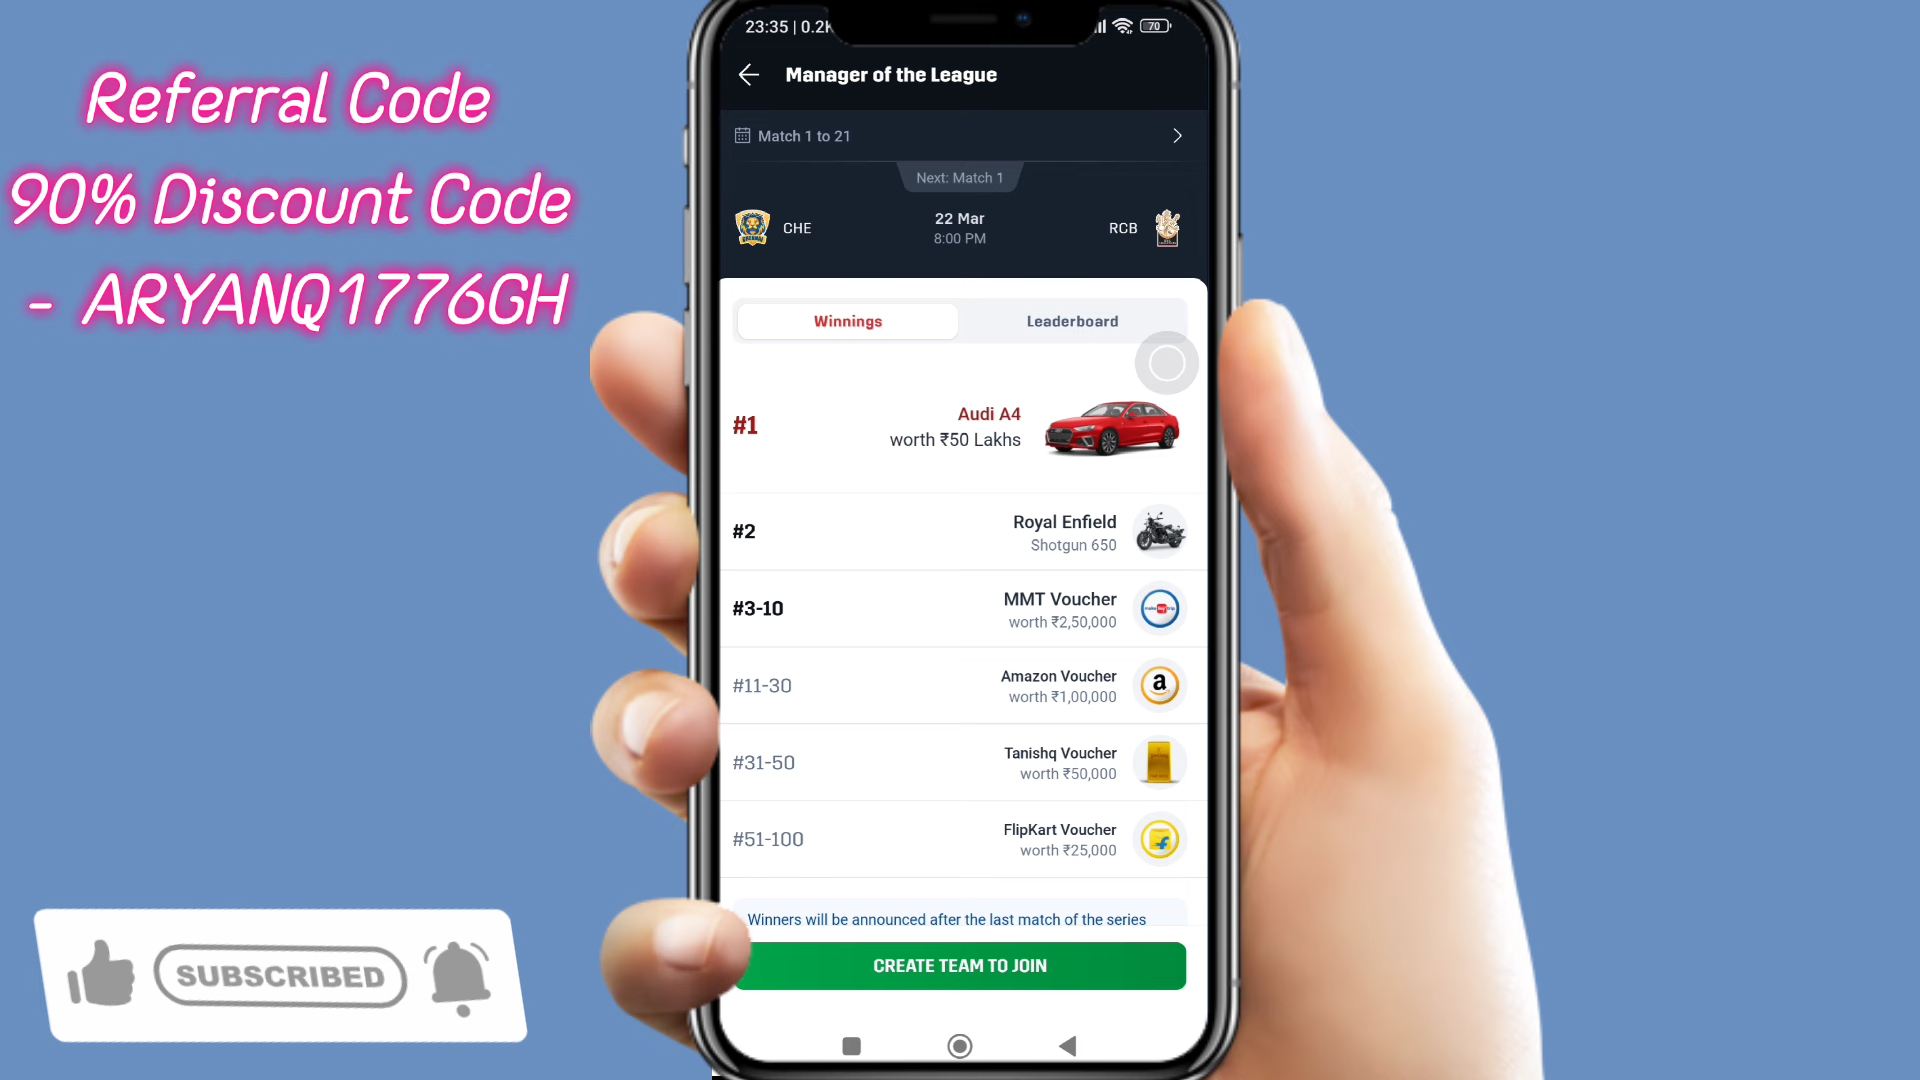 Referral Code
90% Discount Code
- ARYANQ1776GH
23:35 | 0.2K
70
Manager of the League
Match 1 to 21
Next: Match 1
CHE
22 Mar
8:00 PM
RCB
Winnings
Leaderboard
#1
Audi A4
worth ₹50 Lakhs
#2
Royal Enfield
Shotgun 650
#3-10
MMT Voucher
worth ₹2,50,000
make my trip
#11-30
Amazon Voucher
worth ₹1,00,000
a
#31-50
Tanishq Voucher
worth ₹50,000
#51-100
FlipKart Voucher
worth ₹25,000
Winners will be announced after the last match of the series
CREATE TEAM TO JOIN
SUBSCRIBED